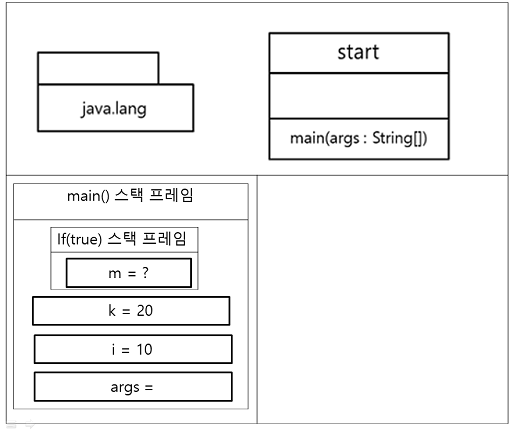 java.lang
start
main(args : String[])
main() 스택 프레임
If(true) 스택 프레임
m = ?
k = 20
i = 10
args =